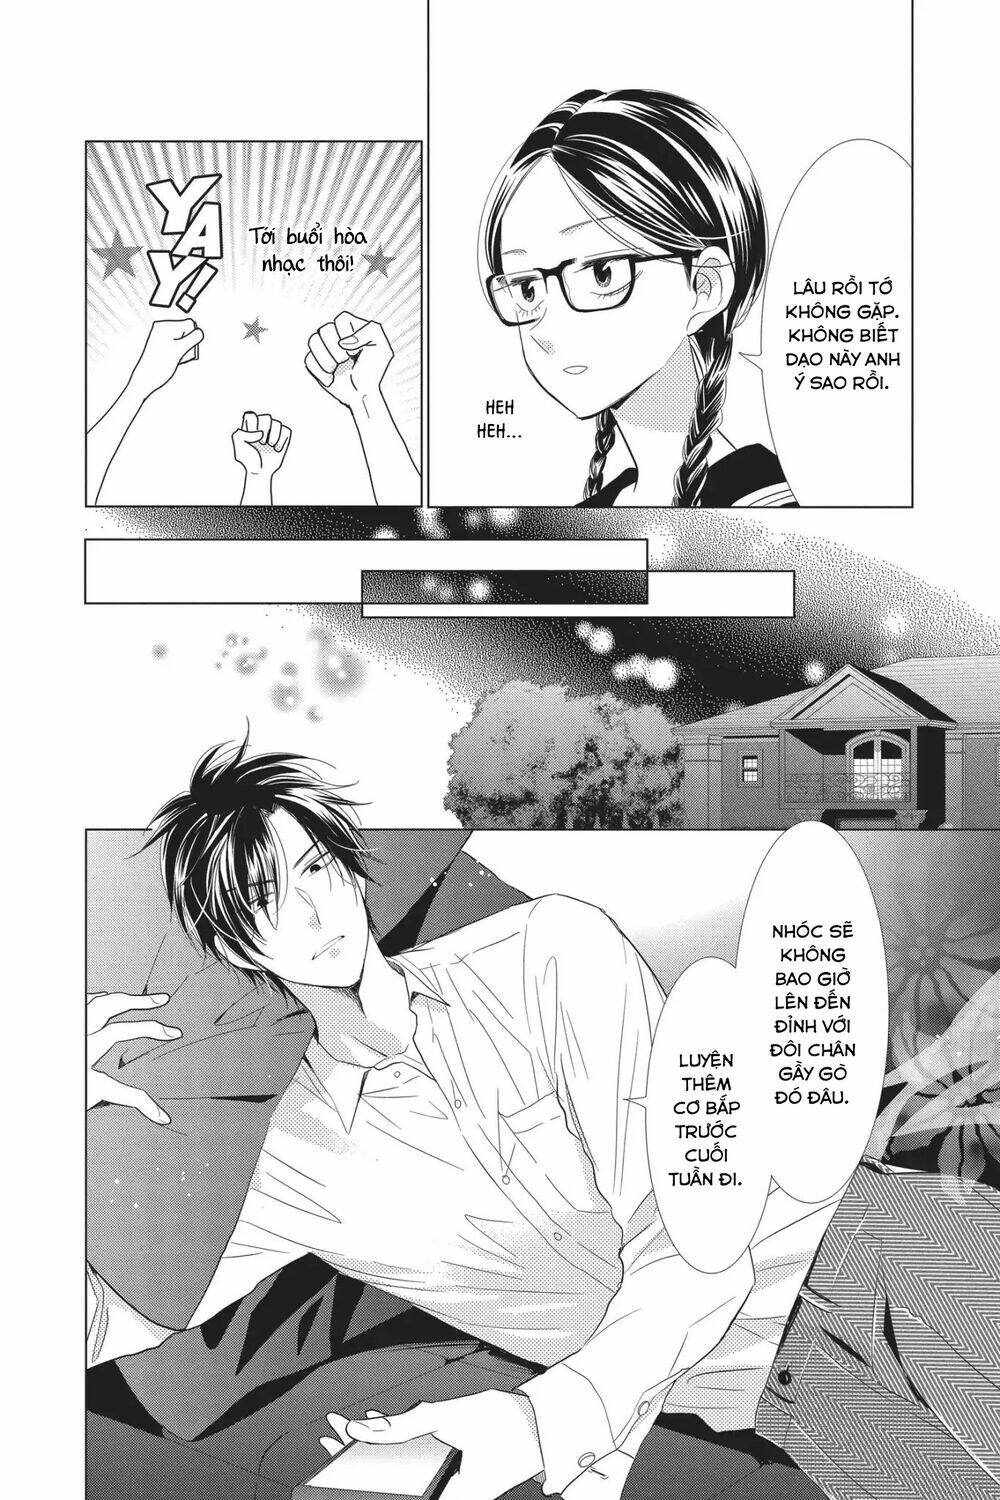 LÂU RỒI TỚ
KHÔNG GẶP.
KHÔNG BIẾT
DẠO NÀY ANH
Ý SAO RỒI.
HEH
HEH...
YAY!
Tới buổi hòa
nhạc thôi!
NHÓC SẼ
KHÔNG
BAO GIỜ
LÊN ĐẾN
ĐỈNH VỚI
ĐÔI CHÂN
GẦY GÒ
ĐÓ ĐÂU.
LUYỆN
THÊM
CƠ BẮP
TRƯỚC
CUỐI
TUẦN ĐI.